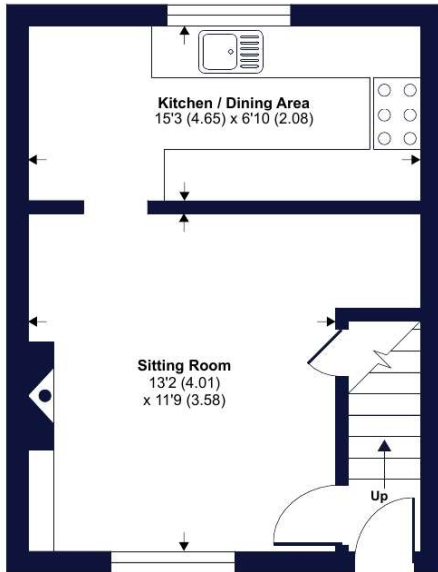 Kitchen / Dining Area
15'3 (4.65) x 6'10 (2.08)
Sitting Room
13'2 (4.01)
x 11'9 (3.58)
Up